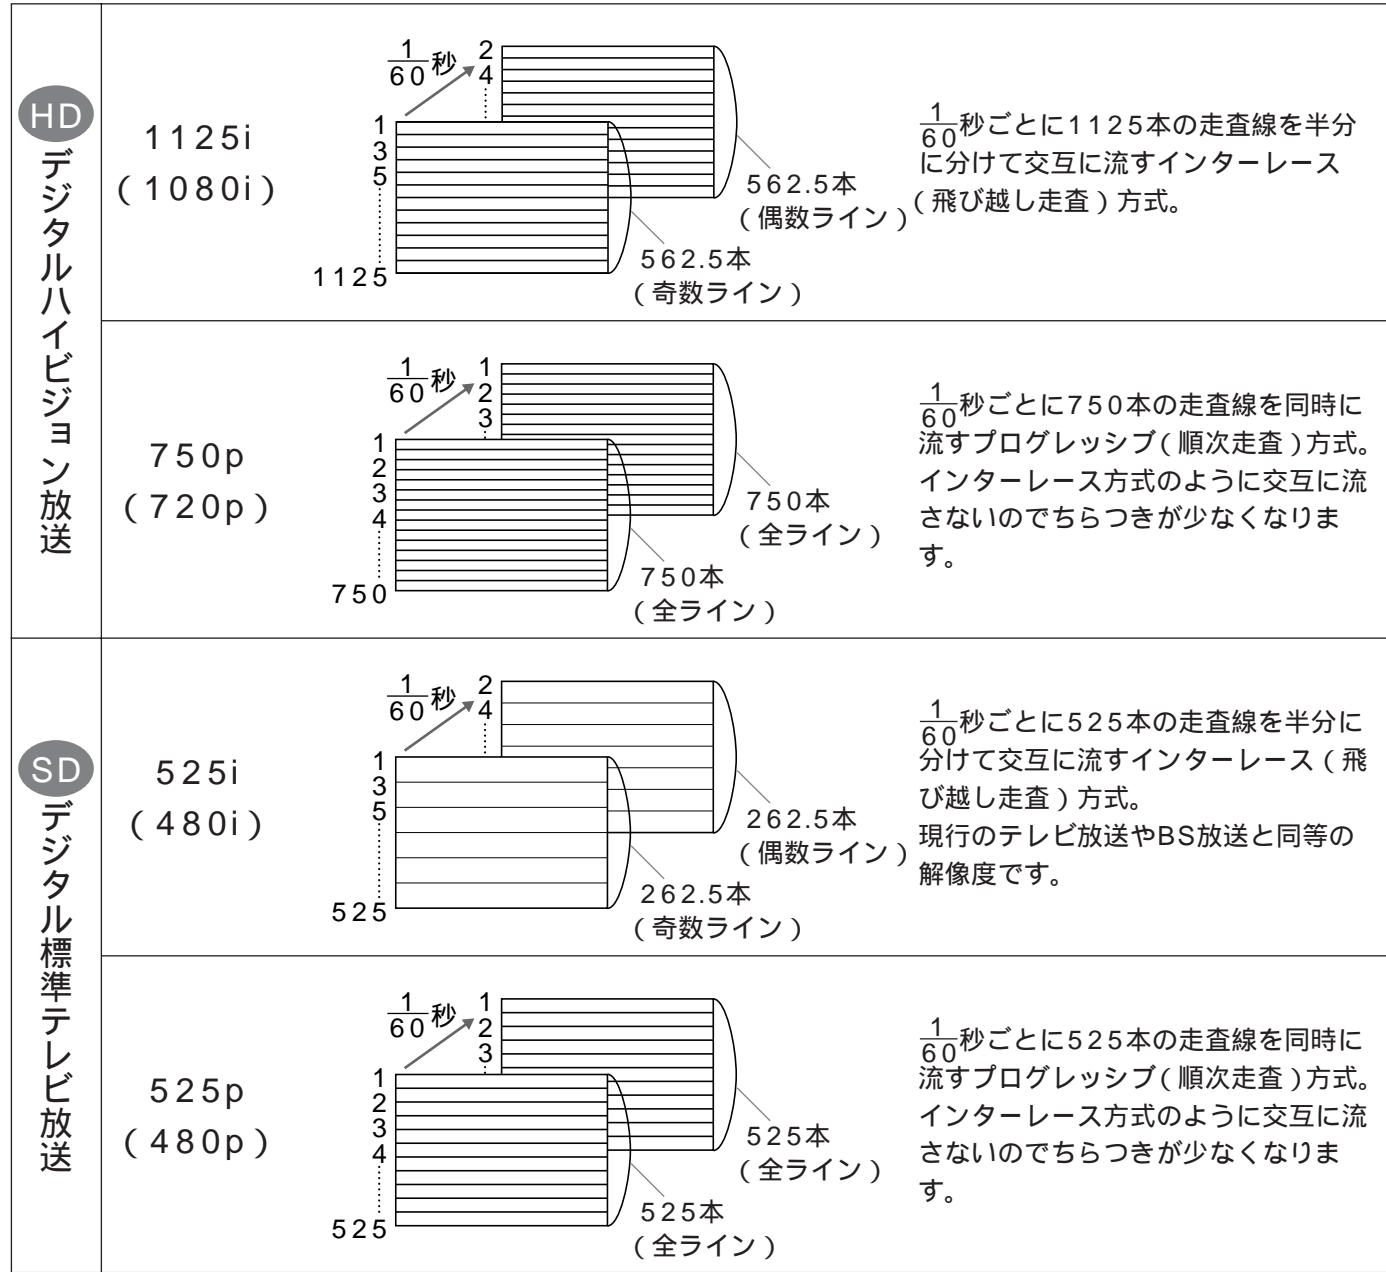 HD
デジタルハイビジョン放送
1125i
(1080i)
1/60秒
2
4
1
3
5
1125
562.5本
(偶数ライン)
562.5本
(奇数ライン)
1/60秒ごとに1125本の走査線を半分
に分けて交互に流すインターレース
(飛び越し走査)方式。
750p
(720p)
1/60秒
1
2
3
1
2
3
4
750
750本
(全ライン)
750本
(全ライン)
1/60秒ごとに750本の走査線を同時に
流すプログレッシブ(順次走査)方式。
インターレース方式のように交互に流
さないのでちらつきが少なくなりま
す。
SD
デジタル標準テレビ放送
525i
(480i)
1/60秒
2
4
1
3
5
525
262.5本
(偶数ライン)
262.5本
(奇数ライン)
1/60秒ごとに525本の走査線を半分に
分けて交互に流すインターレース(飛
び越し走査)方式。
現行のテレビ放送やBS放送と同等の
解像度です。
525p
(480p)
1/60秒
1
2
3
1
2
3
4
525
525本
(全ライン)
525本
(全ライン)
1/60秒ごとに525本の走査線を同時に
流すプログレッシブ(順次走査)方式。
インターレース方式のように交互に流
さないのでちらつきが少なくなりま
す。